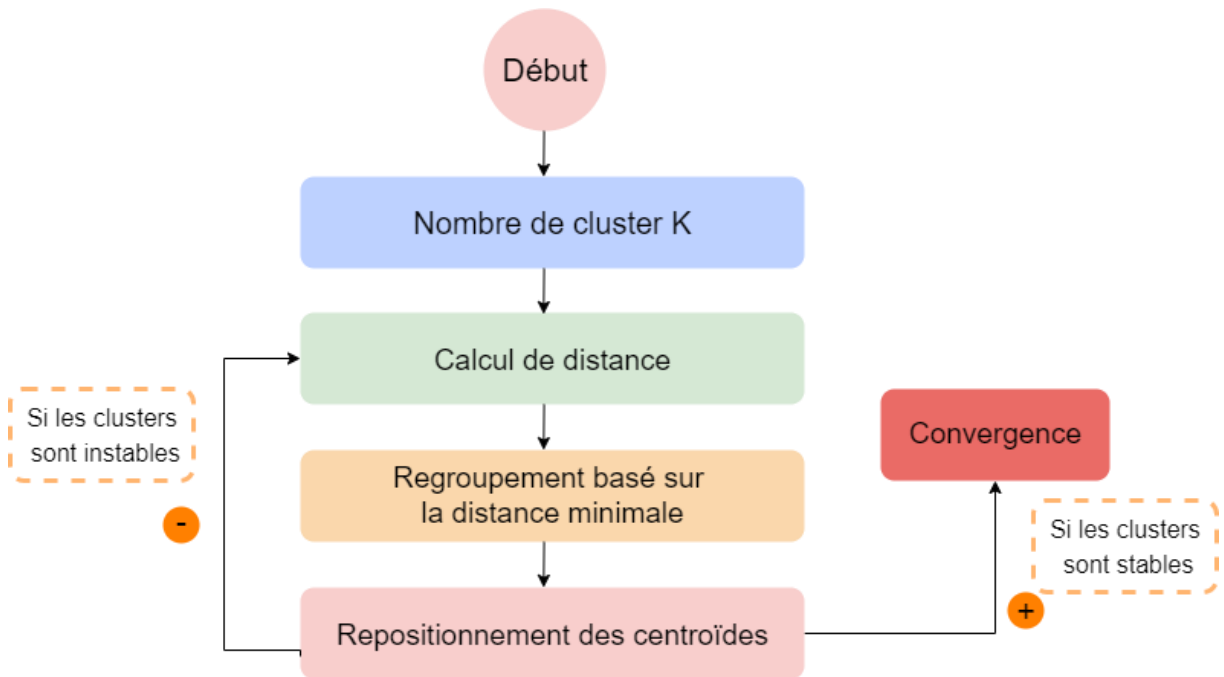 Début
Nombre de cluster K
Calcul de distance
Si les clusters
sont instables
-
Regroupement basé sur
la distance minimale
Convergence
Si les clusters
sont stables
+
Repositionnement des centroïdes